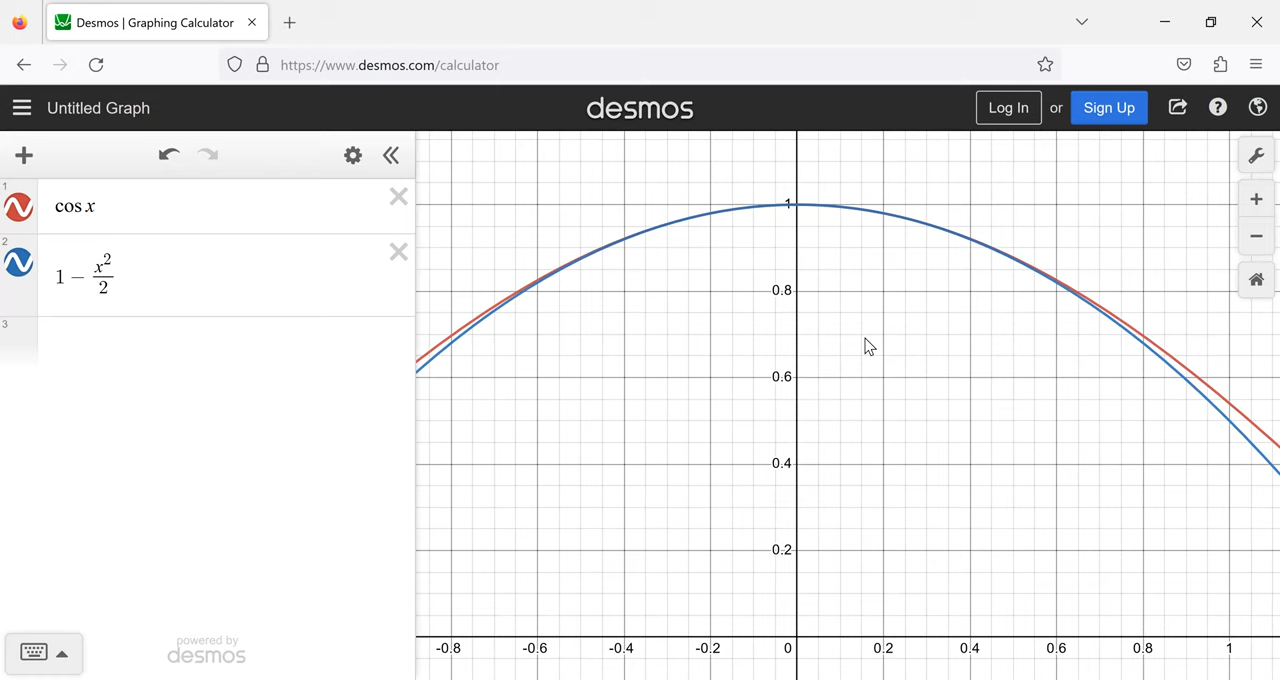 Desmos | Graphing Calculator
https://www.desmos.com/calculator
Untitled Graph
desmos
Log In or Sign Up
1
cos x
2
1 − x²/2
3
1
0.8
0.6
0.4
0.2
-0.8 -0.6 -0.4 -0.2 0 0.2 0.4 0.6 0.8 1
powered by
desmos